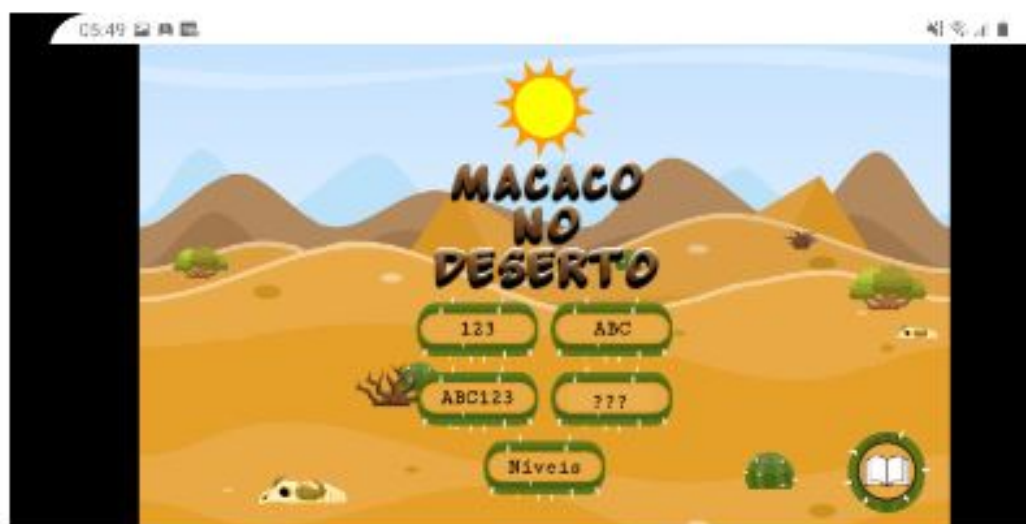 05:49
MACACO
NO
DESERTO
123 ABC
ABC123 ???
Níveis